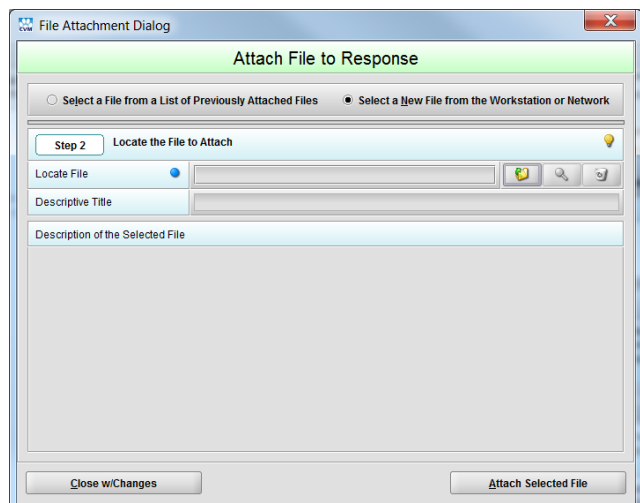 CVM File Attachment Dialog
Attach File to Response
Select a File from a List of Previously Attached Files Select a New File from the Workstation or Network
Step 2 Locate the File to Attach
Locate File
Descriptive Title
Description of the Selected File
Close w/Changes Attach Selected File